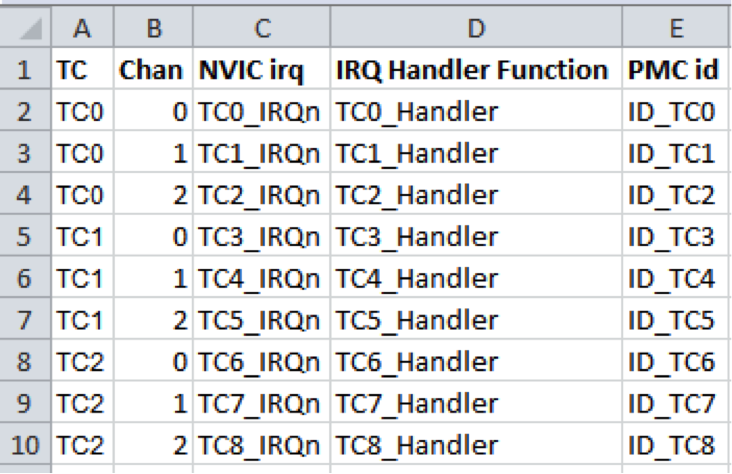 A B C D E
1 TC Chan NVIC irq IRQ Handler Function PMC id
2 TC0 0 TC0_IRQn TC0_Handler ID_TC0
3 TC0 1 TC1_IRQn TC1_Handler ID_TC1
4 TC0 2 TC2_IRQn TC2_Handler ID_TC2
5 TC1 0 TC3_IRQn TC3_Handler ID_TC3
6 TC1 1 TC4_IRQn TC4_Handler ID_TC4
7 TC1 2 TC5_IRQn TC5_Handler ID_TC5
8 TC2 0 TC6_IRQn TC6_Handler ID_TC6
9 TC2 1 TC7_IRQn TC7_Handler ID_TC7
10 TC2 2 TC8_IRQn TC8_Handler ID_TC8